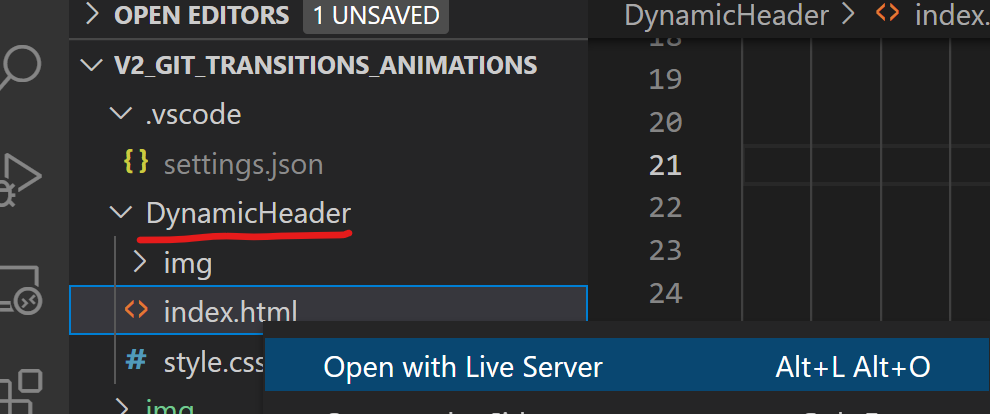 OPEN EDITORS 1 UNSAVED
DynamicHeader > <> index.
V2_GIT_TRANSITIONS_ANIMATIONS
.vscode
{} settings.json
DynamicHeader
img
<> index.html
# style.css
Open with Live Server Alt+L Alt+O
img
18
19
20
21
22
23
24